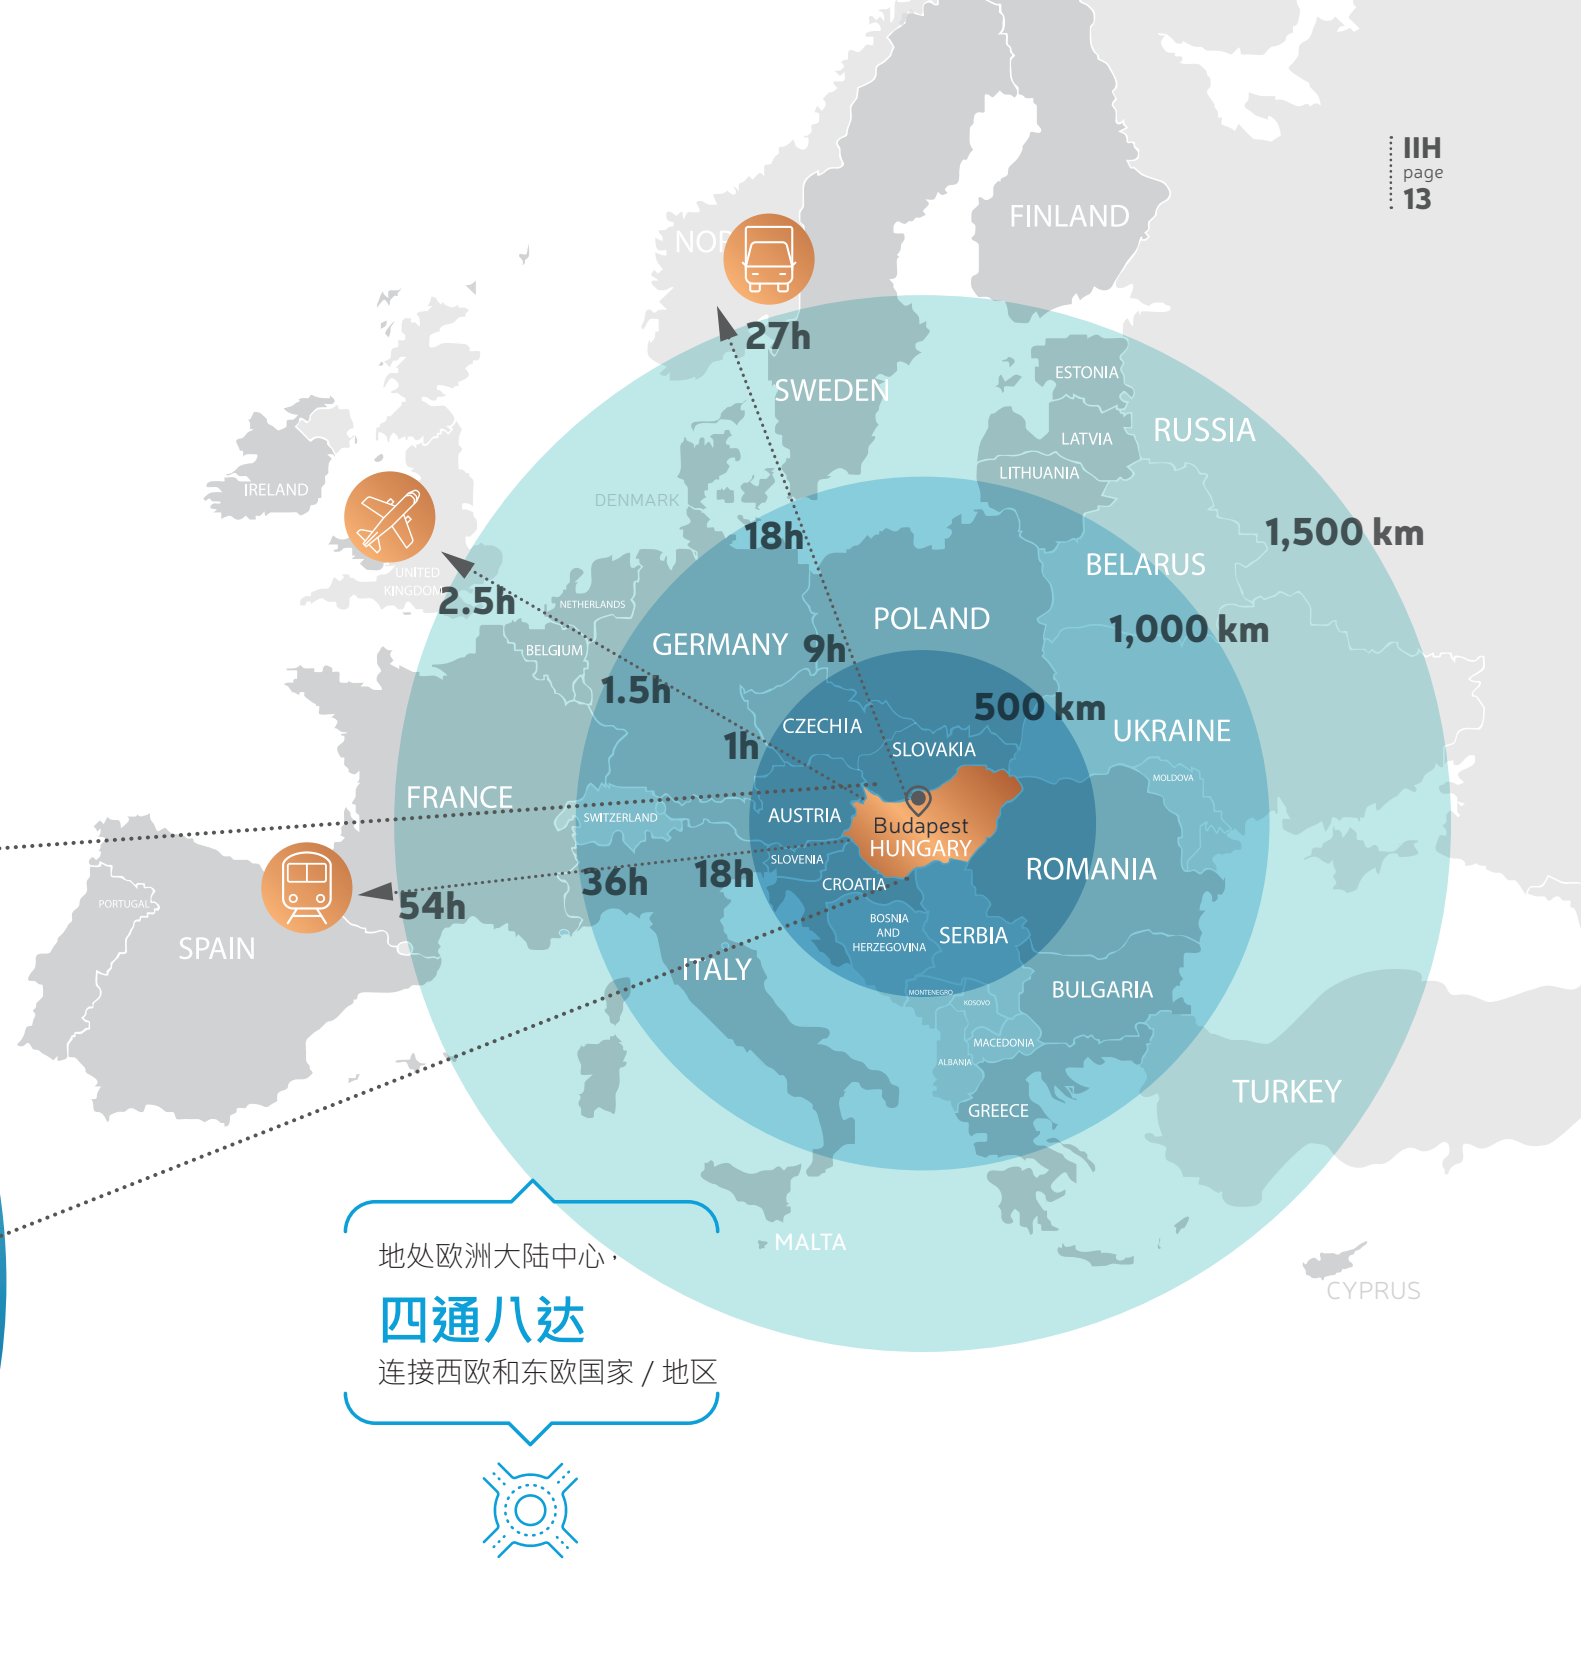 IIH
page
13
FINLAND
NOR
27h
SWEDEN
ESTONIA
RUSSIA
LATVIA
LITHUANIA
IRELAND
DENMARK
18h
1,500 km
BELARUS
UNITED
KINGDOM
2.5h
NETHERLANDS
POLAND
1,000 km
GERMANY
9h
BELGIUM
1.5h
500 km
CZECHIA
UKRAINE
1h
SLOVAKIA
MOLDOVA
FRANCE
SWITZERLAND
AUSTRIA
Budapest
HUNGARY
SLOVENIA
ROMANIA
36h
18h
CROATIA
54h
PORTUGAL
SPAIN
BOSNIA
AND
HERZEGOVINA
SERBIA
ITALY
MONTENEGRO
KOSOVO
BULGARIA
MACEDONIA
ALBANIA
GREECE
TURKEY
MALTA
CYPRUS
地处欧洲大陆中心，
四通八达
连接西欧和东欧国家 / 地区